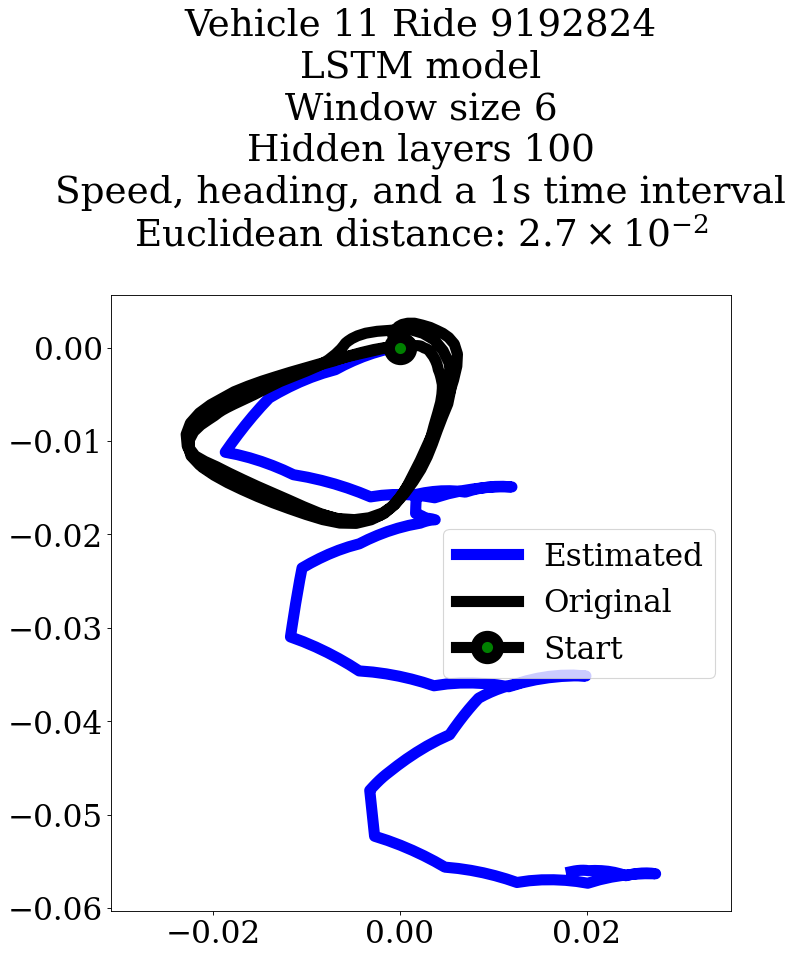 Vehicle 11 Ride 9192824
LSTM model
Window size 6
Hidden layers 100
Speed, heading, and a 1s time interval
Euclidean distance: 2.7 × 10⁻²
0.00
−0.01
−0.02
−0.03
−0.04
−0.05
−0.06
Estimated
Original
Start
−0.02
0.00
0.02